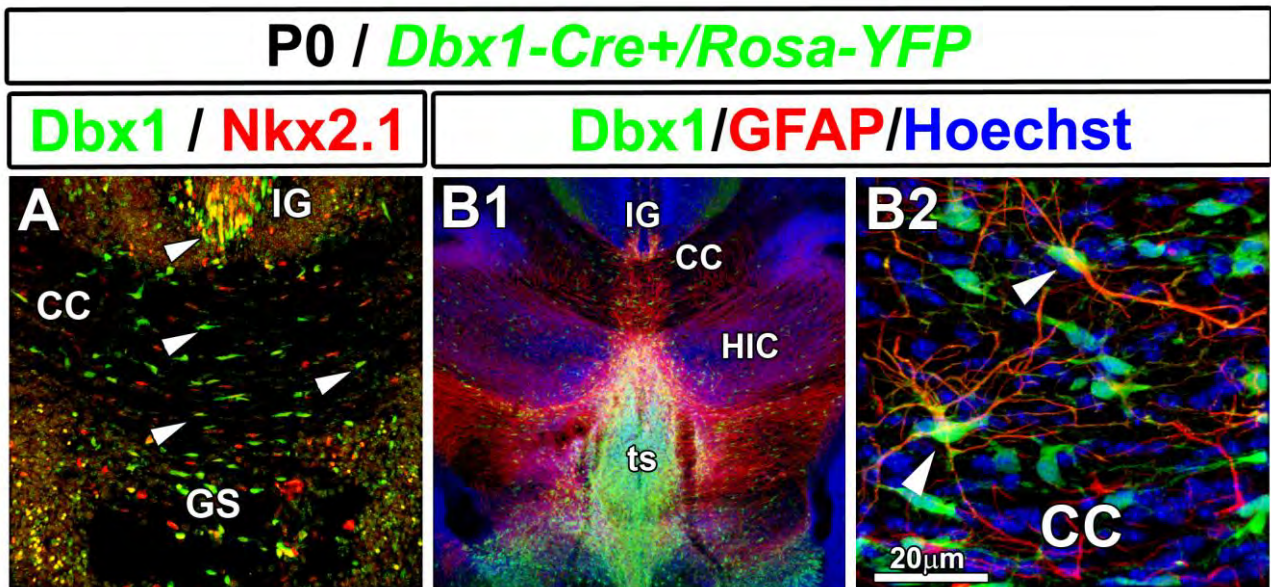 P0 / Dbx1-Cre+/Rosa-YFP
Dbx1 / Nkx2.1
Dbx1/GFAP/Hoechst
A
IG
CC
GS
B1
IG
CC
HIC
ts
B2
CC
20µm